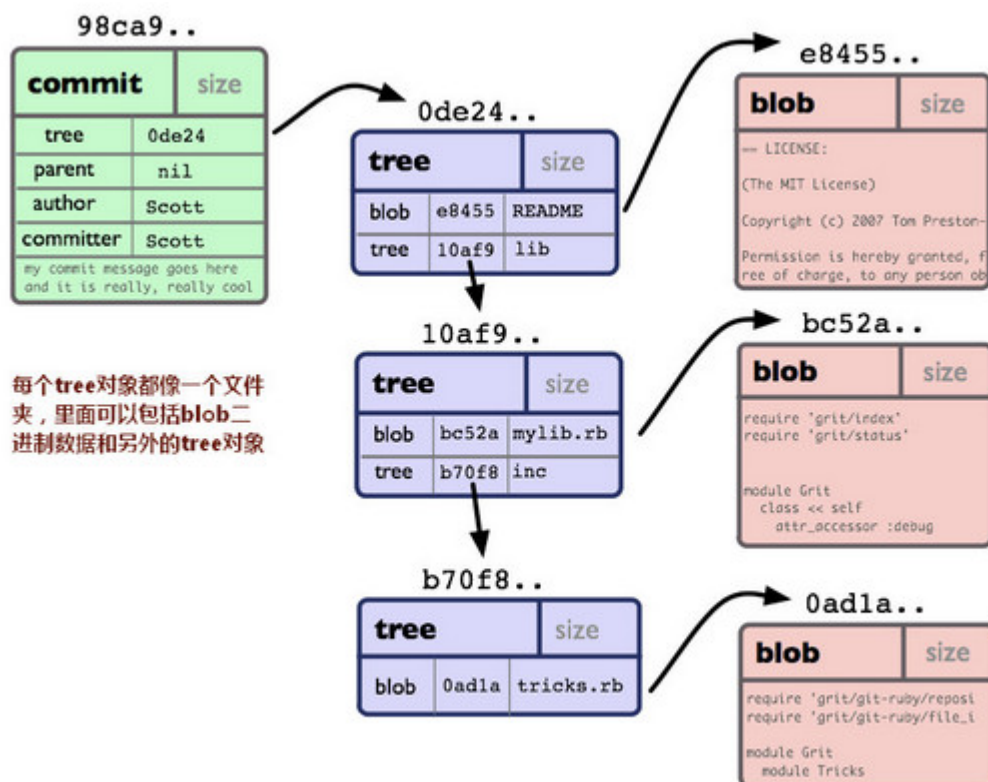 98ca9..
commit size
tree 0de24
parent nil
author Scott
committer Scott
my commit message goes here
and it is really, really cool
每个tree对象都像一个文件
夹，里面可以包括blob二
进制数据和另外的tree对象
0de24..
tree size
blob e8455 README
tree 10af9 lib
10af9..
tree size
blob bc52a mylib.rb
tree b70f8 inc
b70f8..
tree size
blob 0ad1a tricks.rb
e8455..
blob size
== LICENSE:
(The MIT License)
Copyright (c) 2007 Tom Preston-
Permission is hereby granted, f
ree of charge, to any person ob
bc52a..
blob size
require 'grit/index'
require 'grit/status'
module Grit
class << self
attr_accessor :debug
0ad1a..
blob size
require 'grit/git-ruby/reposi
require 'grit/git-ruby/file_i
module Grit
module Tricks